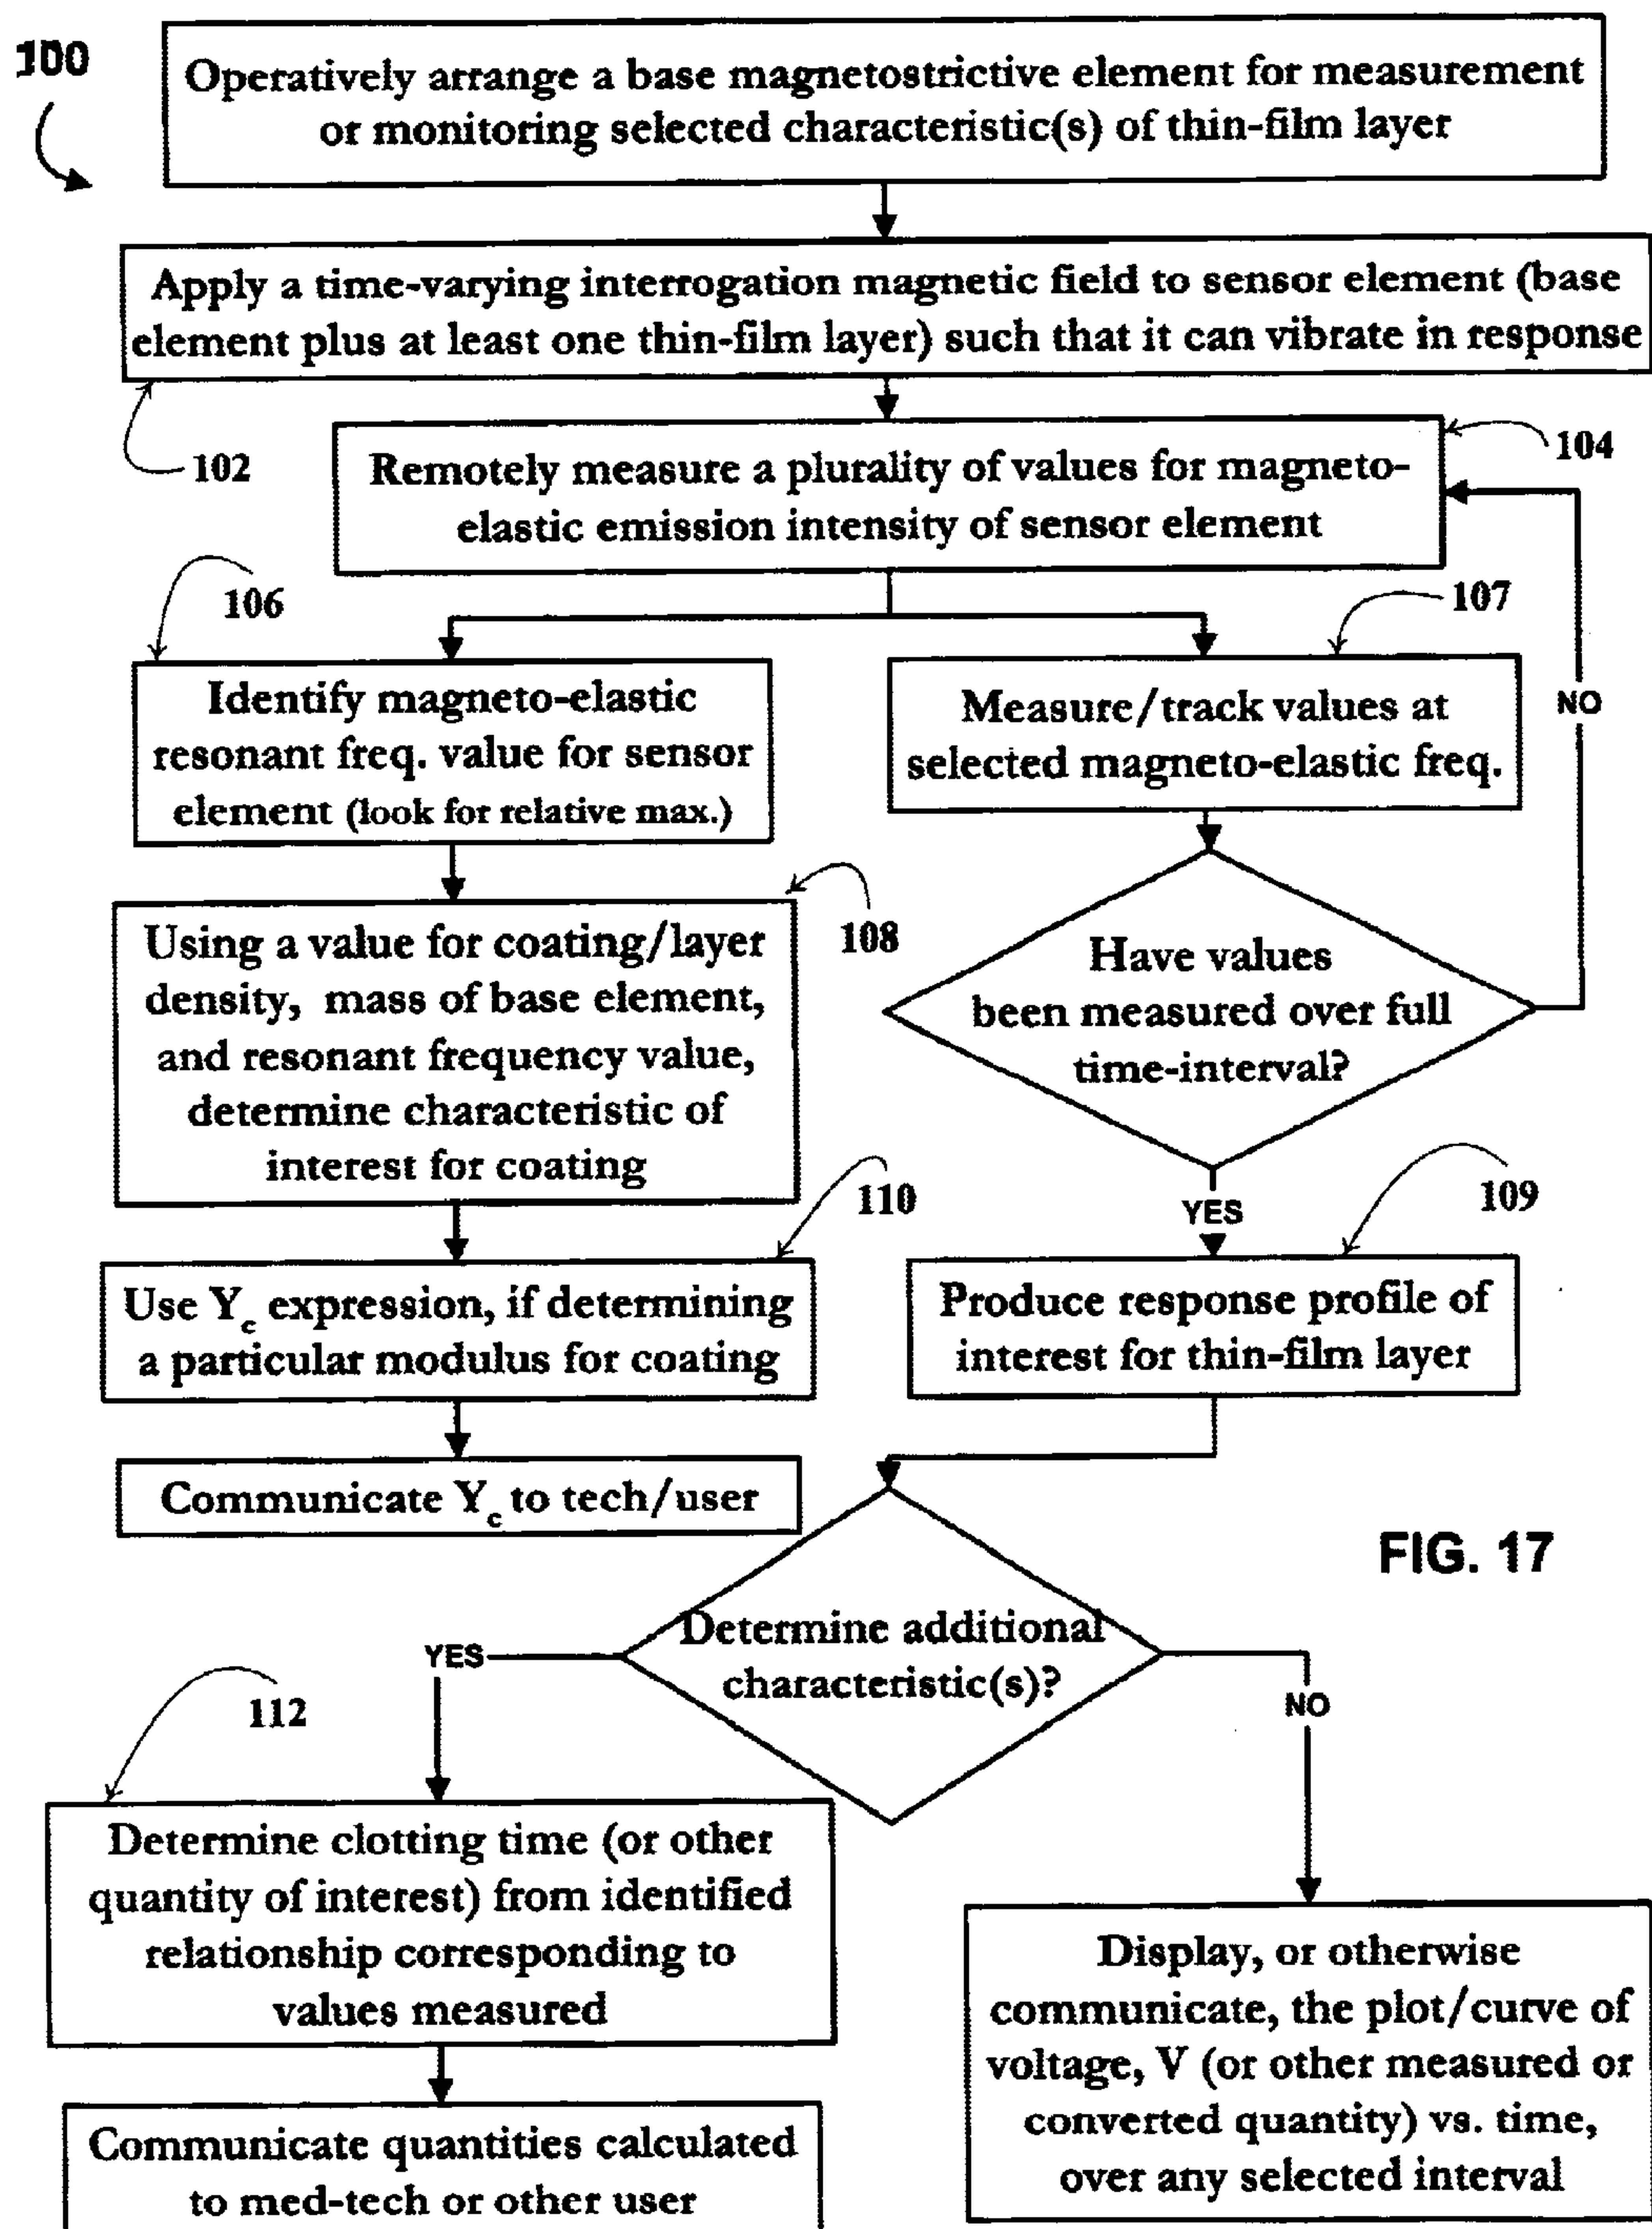 100
Operatively arrange a base magnetostrictive element for measurement
or monitoring selected characteristic(s) of thin-film layer
Apply a time-varying interrogation magnetic field to sensor element (base
element plus at least one thin-film layer) such that it can vibrate in response
102
Remotely measure a plurality of values for magneto-
elastic emission intensity of sensor element
104
106
Identify magneto-elastic
resonant freq. value for sensor
element (look for relative max.)
107
Measure/track values at
selected magneto-elastic freq.
NO
108
Using a value for coating/layer
density, mass of base element,
and resonant frequency value,
determine characteristic of
interest for coating
Have values
been measured over full
time-interval?
110
Use Yc expression, if determining
a particular modulus for coating
YES
109
Produce response profile of
interest for thin-film layer
Communicate Yc to tech/user
FIG. 17
Determine additional
characteristic(s)?
YES
NO
112
Determine clotting time (or other
quantity of interest) from identified
relationship corresponding to
values measured
Communicate quantities calculated
to med-tech or other user
Display, or otherwise
communicate, the plot/curve of
voltage, V (or other measured or
converted quantity) vs. time,
over any selected interval